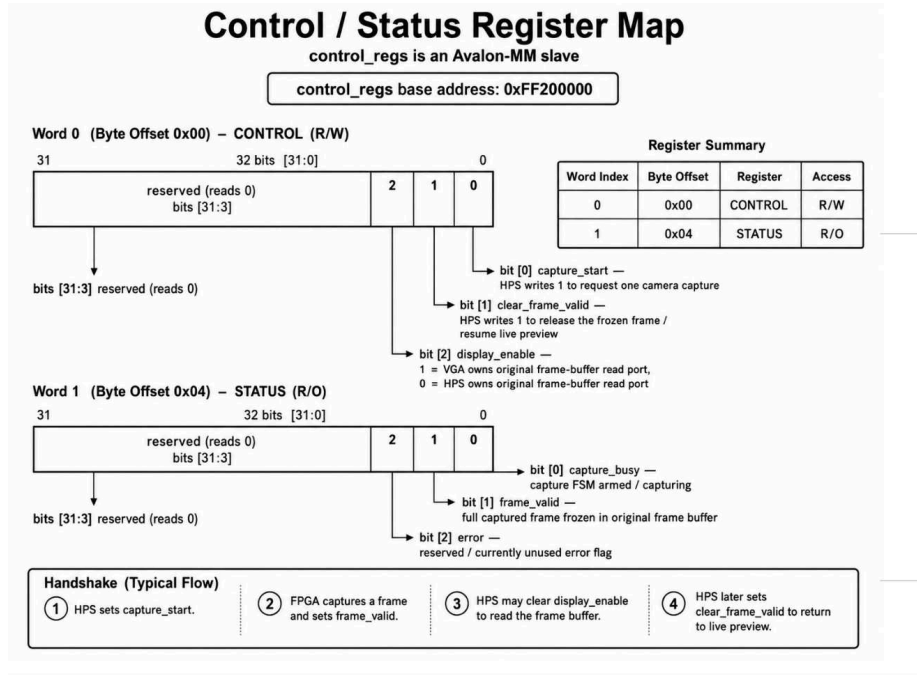 Control / Status Register Map
control_regs is an Avalon-MM slave
control_regs base address: 0xFF200000
Word 0 (Byte Offset 0x00) – CONTROL (R/W)
31 32 bits [31:0] 0
reserved (reads 0)
bits [31:3]
2 1 0
bits [31:3] reserved (reads 0)
Register Summary
Word Index Byte Offset Register Access
0 0x00 CONTROL R/W
1 0x04 STATUS R/O
bit [0] capture_start —
HPS writes 1 to request one camera capture
bit [1] clear_frame_valid —
HPS writes 1 to release the frozen frame /
resume live preview
bit [2] display_enable —
1 = VGA owns original frame-buffer read port,
0 = HPS owns original frame-buffer read port
Word 1 (Byte Offset 0x04) – STATUS (R/O)
31 32 bits [31:0] 0
reserved (reads 0)
bits [31:3]
2 1 0
bits [31:3] reserved (reads 0)
bit [0] capture_busy —
capture FSM armed / capturing
bit [1] frame_valid —
full captured frame frozen in original frame buffer
bit [2] error —
reserved / currently unused error flag
Handshake (Typical Flow)
1 HPS sets capture_start.
2 FPGA captures a frame
and sets frame_valid.
3 HPS may clear display_enable
to read the frame buffer.
4 HPS later sets
clear_frame_valid to return
to live preview.